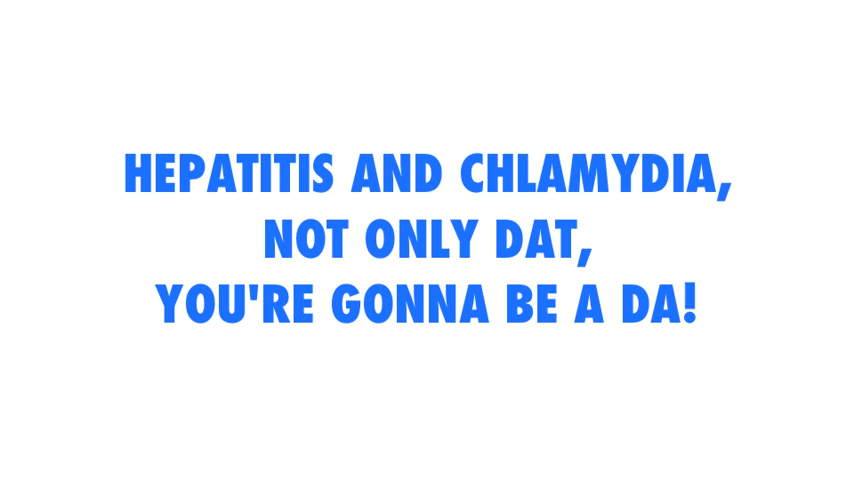 HEPATITIS AND CHLAMYDIA,
NOT ONLY DAT,
YOU'RE GONNA BE A DA!